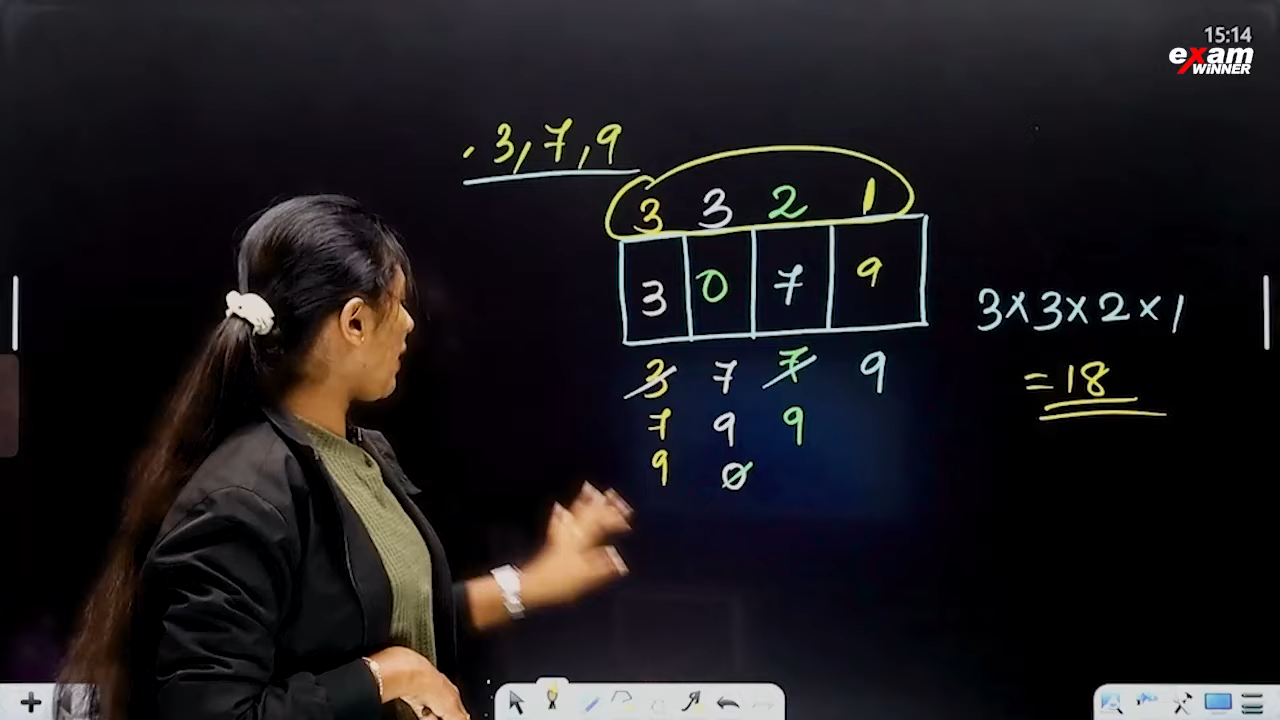 15:14
exam
WINNER
. 3, 7, 9
3 3 2 1
3 0 7 9
3×3×2×1
= 18
3 7 7 9
7 9 9
9 0